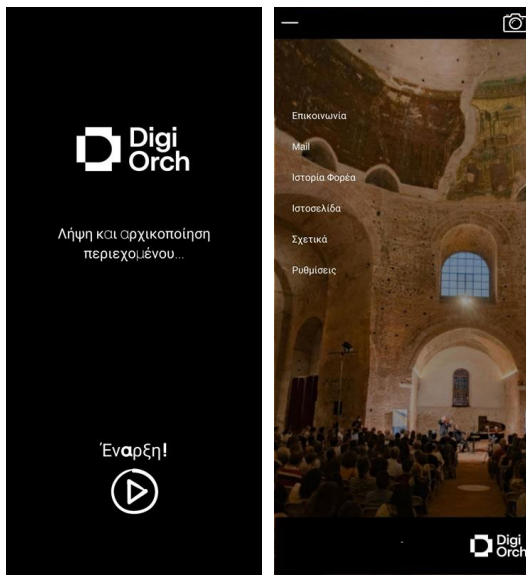 Digi
Orch
Λήψη και αρχικοποίηση
περιεχομένου...
Έναρξη!
Επικοινωνία
Mail
Ιστορία Φορέα
Ιστοσελίδα
Σχετικά
Ρυθμίσεις
Digi
Orch